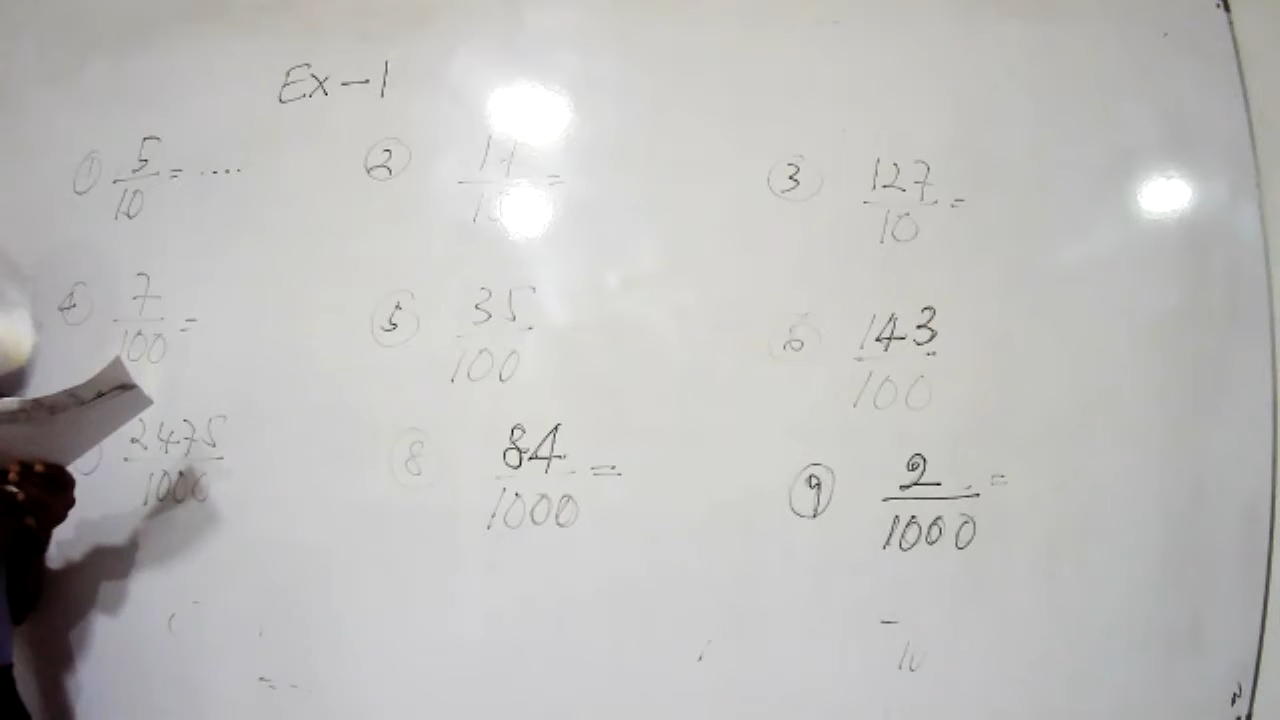 Ex-1
① 5/10 = .... ② ③ 127/10 =
④ 7/100 = ⑤ 35/100 ⑥ 143/100
2475/1000 ⑧ 84/1000 = ⑨ 2/1000 =
10